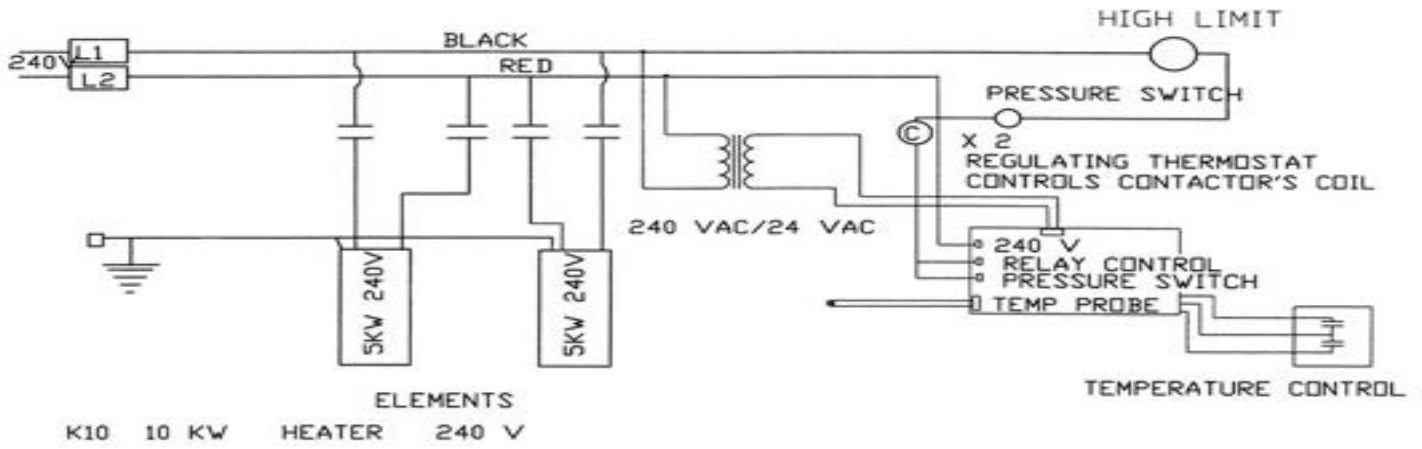 HIGH LIMIT
L1
BLACK
240V
RED
L2
PRESSURE SWITCH
C
X 2
REGULATING THERMOSTAT
CONTROLS CONTACTOR'S COIL
240 VAC/24 VAC
240 V
RELAY CONTROL
PRESSURE SWITCH
TEMP PROBE
5KW 240V
5KW 240V
TEMPERATURE CONTROL
ELEMENTS
K10 10 KW HEATER 240 V